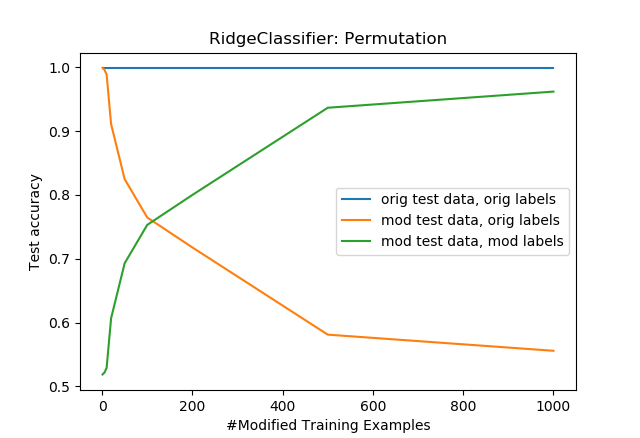 RidgeClassifier: Permutation
1.0
0.9
0.8
0.7
0.6
0.5
Test accuracy
orig test data, orig labels
mod test data, orig labels
mod test data, mod labels
0 200 400 600 800 1000
#Modified Training Examples